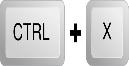 CTRL + X